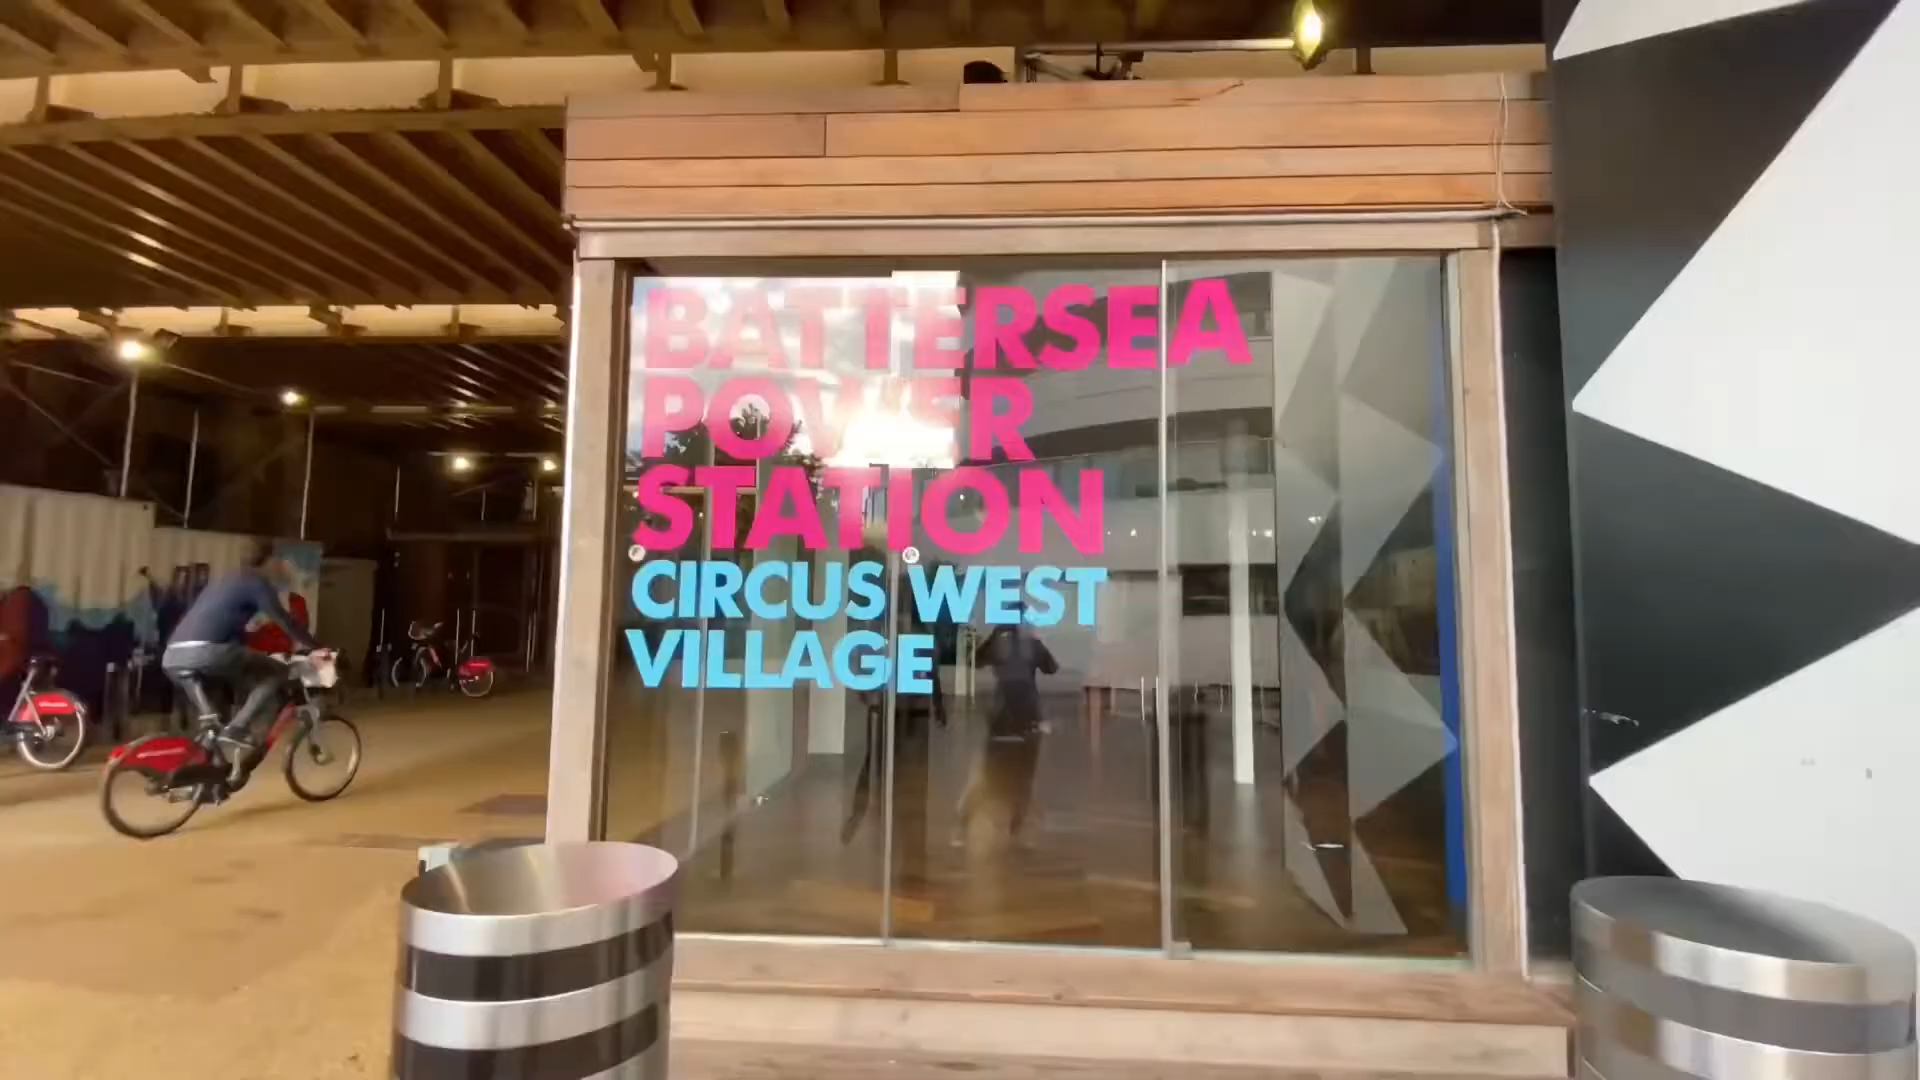 BATTERSEA
POWER
STATION
CIRCUS WEST
VILLAGE